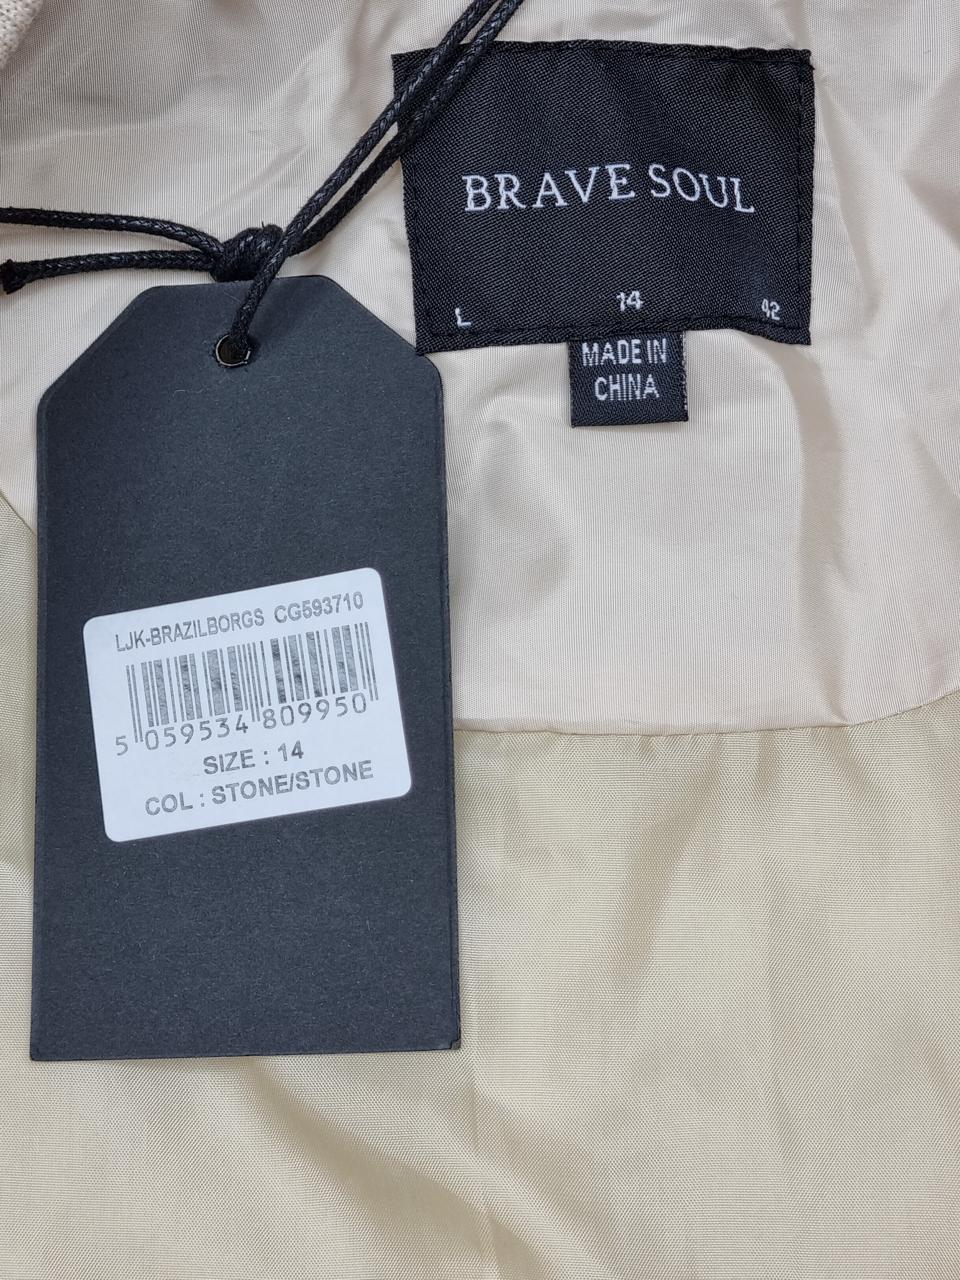 BRAVE SOUL
L 14 42
MADE IN
CHINA
LJK-BRAZILBORGS CG593710
5 059534 809950
SIZE : 14
COL : STONE/STONE